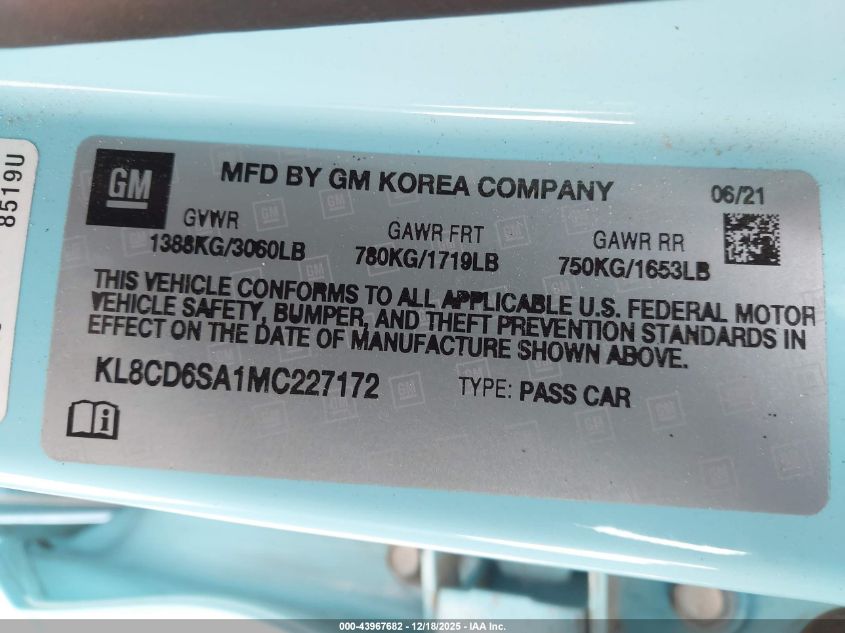 8519U
GM
MFD BY GM KOREA COMPANY
06/21
GVWR GAWR FRT GAWR RR
1388KG/3060LB 780KG/1719LB 750KG/1653LB
THIS VEHICLE CONFORMS TO ALL APPLICABLE U.S. FEDERAL MOTOR
VEHICLE SAFETY, BUMPER, AND THEFT PREVENTION STANDARDS IN
EFFECT ON THE DATE OF MANUFACTURE SHOWN ABOVE.
KL8CD6SA1MC227172 TYPE: PASS CAR
000-43967682 - 12/18/2025 - IAA Inc.